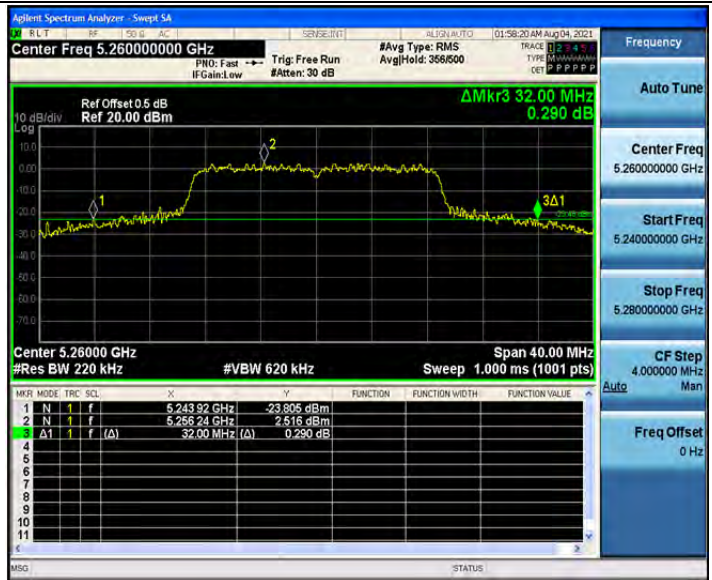 Agilent Spectrum Analyzer - Swept SA
RLT RF 50 Ω AC SENSE:INT ALIGN AUTO 01:58:20 AM Aug 04, 2021
Center Freq 5.260000000 GHz
PNO: Fast
IFGain:Low
Trig: Free Run
#Atten: 30 dB
#Avg Type: RMS
Avg|Hold: 356/500
TRACE 1 2 3 4 5 6
TYPE M
DET P P P P P P
ΔMkr3 32.00 MHz
0.290 dB
Ref Offset 0.5 dB
10 dB/div Ref 20.00 dBm
Log
10.0
0.00
-10.0
-20.0
-30.0
-40.0
-50.0
-60.0
-70.0
1
2
3Δ1
Center 5.26000 GHz Span 40.00 MHz
#Res BW 220 kHz #VBW 620 kHz Sweep 1.000 ms (1001 pts)
MKR MODE TRC SCL X Y FUNCTION FUNCTION WIDTH FUNCTION VALUE
1 N 1 f 5.243 92 GHz -23.805 dBm
2 N 1 f 5.256 24 GHz 2.516 dBm
3 Δ1 1 f (Δ) 32.00 MHz (Δ) 0.290 dB
4
5
6
7
8
9
10
11
MSG STATUS
Frequency
Auto Tune
Center Freq
5.260000000 GHz
Start Freq
5.240000000 GHz
Stop Freq
5.280000000 GHz
CF Step
4.000000 MHz
Auto Man
Freq Offset
0 Hz